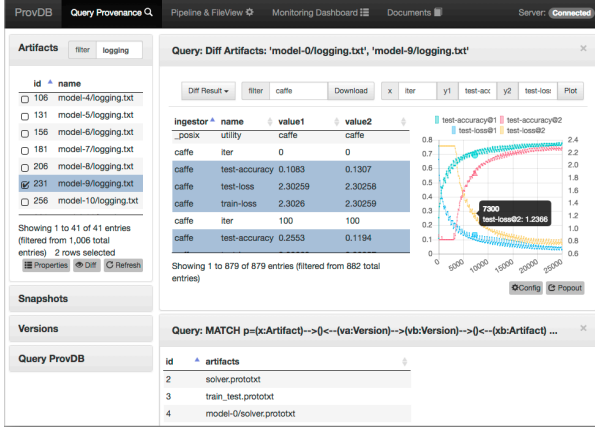 ProvDB Query Provenance Pipeline & FileView Monitoring Dashboard Documents Server: Connected
Artifacts filter logging
id name
106 model-4/logging.txt
131 model-5/logging.txt
156 model-6/logging.txt
181 model-7/logging.txt
206 model-8/logging.txt
231 model-9/logging.txt
256 model-10/logging.txt
Showing 1 to 41 of 41 entries
(filtered from 1,006 total
entries) 2 rows selected
Properties Diff Refresh
Snapshots
Versions
Query ProvDB
Query: Diff Artifacts: 'model-0/logging.txt', 'model-9/logging.txt' ×
Diff Result filter caffe Download x iter y1 test-acc y2 test-los Plot
ingestor name value1 value2
_posix utility caffe caffe
caffe iter 0 0
caffe test-accuracy 0.1083 0.1307
caffe test-loss 2.30259 2.30258
caffe train-loss 2.3026 2.30259
caffe iter 100 100
caffe test-accuracy 0.2553 0.1194
Showing 1 to 879 of 879 entries (filtered from 882 total
entries)
test-accuracy@1 test-accuracy@2
test-loss@1 test-loss@2
0.8 2.4
0.7 2.2
0.6 2.0
0.5 1.8
0.4 1.6
0.3 1.4
0.2 1.2
0.1 1.0
0 0.8
0.6
7300
test-loss@2: 1.2366
0 5000 10000 15000 20000 25000
Config Popout
Query: MATCH p=(x:Artifact)-->()<--(va:Version)-->(vb:Version)-->()<--(xb:Artifact) ... ×
id artifacts
2 solver.prototxt
3 train_test.prototxt
4 model-0/solver.prototxt